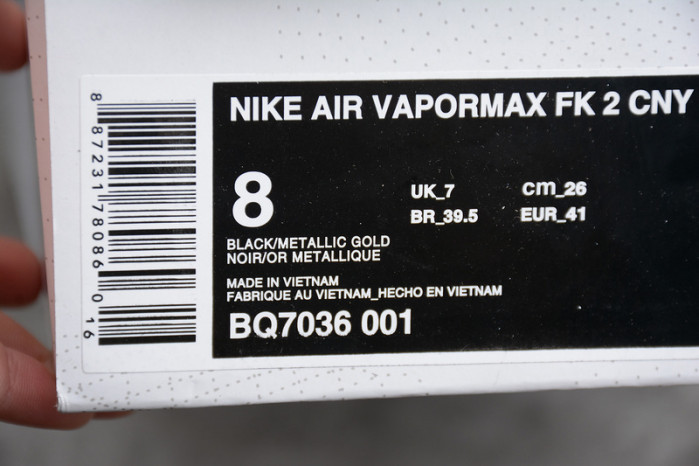 NIKE AIR VAPORMAX FK 2 CNY
8
UK_7 cm_26
BR_39.5 EUR_41
BLACK/METALLIC GOLD
NOIR/OR METALLIQUE
MADE IN VIETNAM
FABRIQUE AU VIETNAM_HECHO EN VIETNAM
BQ7036 001
8 87231 78086 0 16